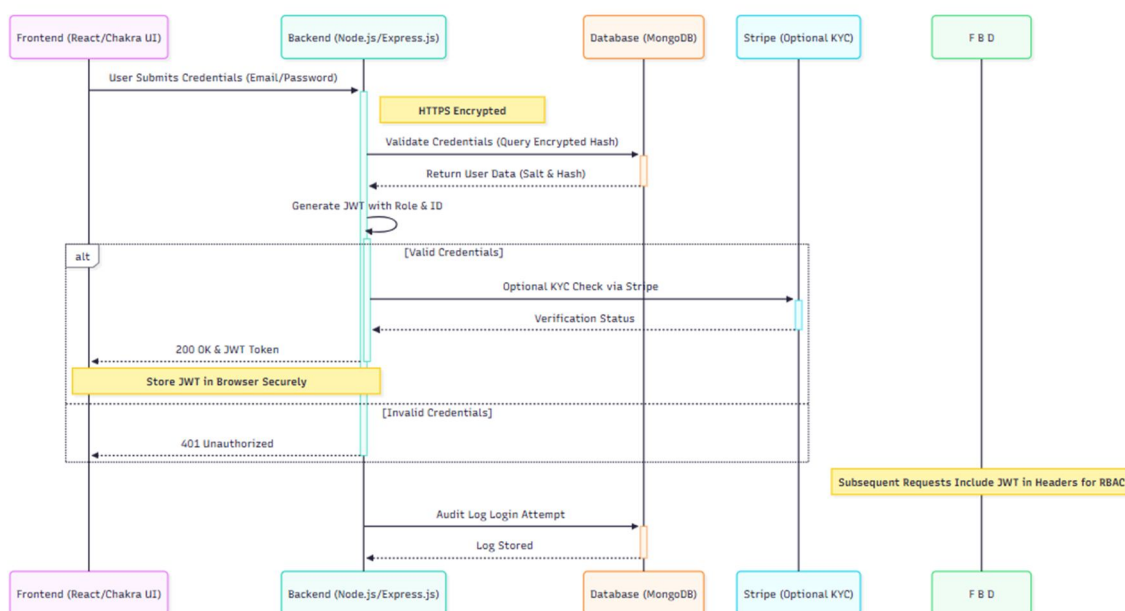 Frontend (React/Chakra UI)
Backend (Node.js/Express.js)
Database (MongoDB)
Stripe (Optional KYC)
F B D
User Submits Credentials (Email/Password)
HTTPS Encrypted
Validate Credentials (Query Encrypted Hash)
Return User Data (Salt & Hash)
Generate JWT with Role & ID
alt
[Valid Credentials]
Optional KYC Check via Stripe
Verification Status
200 OK & JWT Token
Store JWT in Browser Securely
[Invalid Credentials]
401 Unauthorized
Subsequent Requests Include JWT in Headers for RBAC
Audit Log Login Attempt
Log Stored
Frontend (React/Chakra UI)
Backend (Node.js/Express.js)
Database (MongoDB)
Stripe (Optional KYC)
F B D